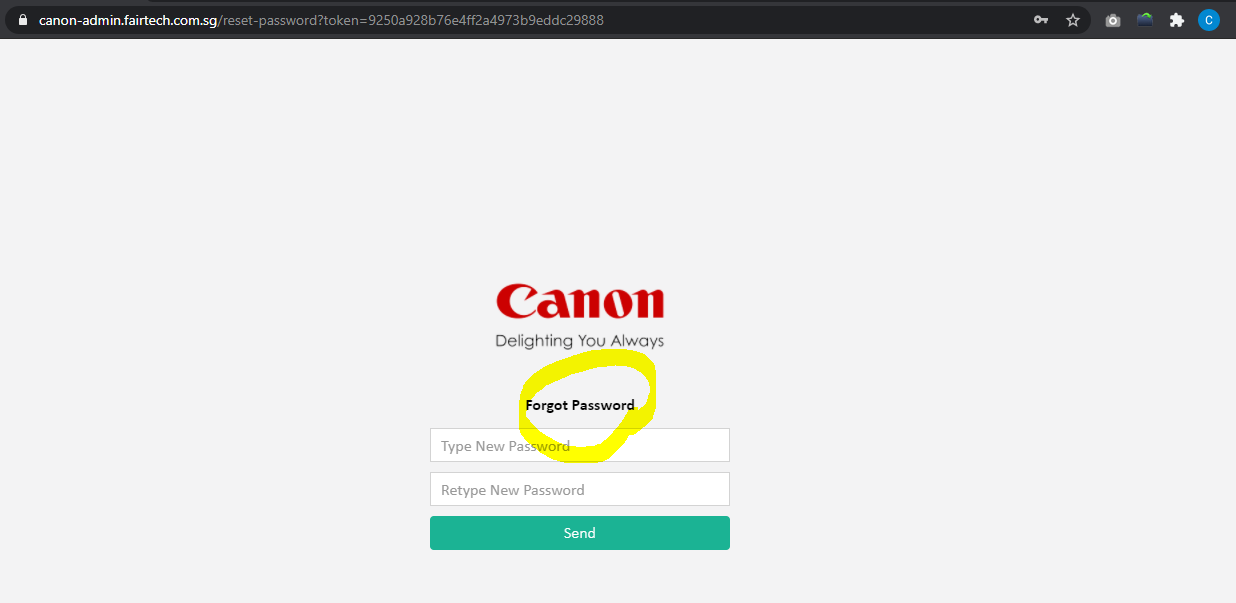 canon-admin.fairtech.com.sg/reset-password?token=9250a928b76e4ff2a4973b9eddc29888
C
Canon
Delighting You Always
Forgot Password
Type New Password
Retype New Password
Send